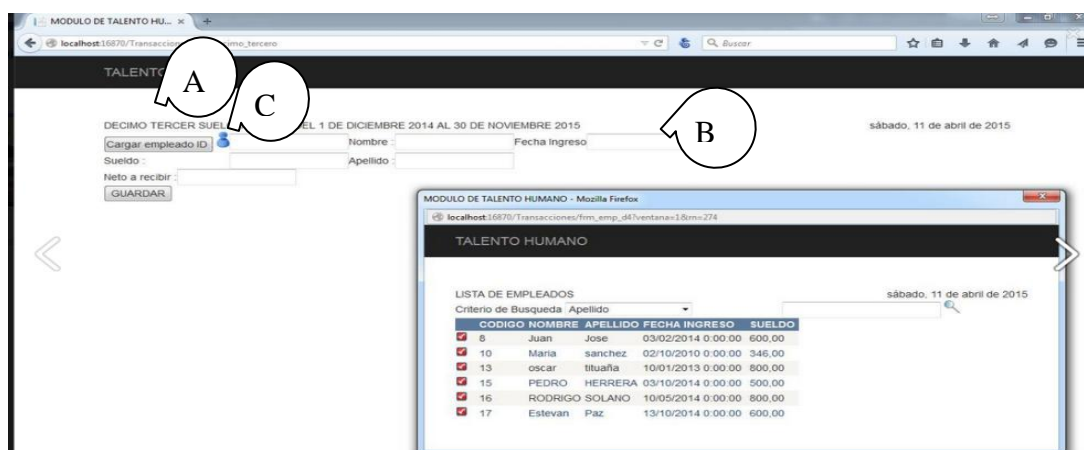 MODULO DE TALENTO HU... × +
localhost:16870/Transaccion imo_tercero
Buscar
TALENTO
A
C
B
DECIMO TERCER SUEL EL 1 DE DICIEMBRE 2014 AL 30 DE NOVIEMBRE 2015 sábado, 11 de abril de 2015
Cargar empleado ID Nombre : Fecha Ingreso
Sueldo : Apellido :
Neto a recibir :
GUARDAR
MODULO DE TALENTO HUMANO - Mozilla Firefox
localhost:16870/Transacciones/frm_emp_d4?ventana=1&rn=274
TALENTO HUMANO
LISTA DE EMPLEADOS sábado, 11 de abril de 2015
Criterio de Busqueda Apellido
CODIGO NOMBRE APELLIDO FECHA INGRESO SUELDO
8 Juan Jose 03/02/2014 0:00:00 600,00
10 Maria sanchez 02/10/2010 0:00:00 346,00
13 oscar tituaña 10/01/2013 0:00:00 800,00
15 PEDRO HERRERA 03/10/2014 0:00:00 500,00
16 RODRIGO SOLANO 10/05/2014 0:00:00 800,00
17 Estevan Paz 13/10/2014 0:00:00 600,00